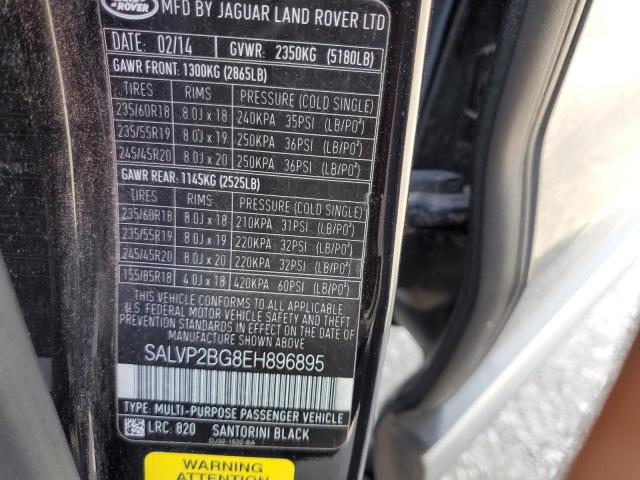 ROVER
MFD BY JAGUAR LAND ROVER LTD
DATE: 02/14 GVWR: 2350KG (5180LB)
GAWR FRONT: 1300KG (2865LB)
TIRES RIMS PRESSURE (COLD SINGLE)
235/60R18 8.0J x 18 240KPA 35PSI (LB/PO²)
235/55R19 8.0J x 19 250KPA 36PSI (LB/PO²)
245/45R20 8.0J x 20 250KPA 36PSI (LB/PO²)
GAWR REAR: 1145KG (2525LB)
TIRES RIMS PRESSURE (COLD SINGLE)
235/60R18 8.0J x 18 210KPA 31PSI (LB/PO²)
235/55R19 8.0J x 19 220KPA 32PSI (LB/PO²)
245/45R20 8.0J x 20 220KPA 32PSI (LB/PO²)
155/85R18 4.0J x 18 420KPA 60PSI (LB/PO²)
THIS VEHICLE CONFORMS TO ALL APPLICABLE
U.S. FEDERAL MOTOR VEHICLE SAFETY AND THEFT
PREVENTION STANDARDS IN EFFECT ON THE DATE OF
MANUFACTURE SHOWN ABOVE.
SALVP2BG8EH896895
TYPE: MULTI-PURPOSE PASSENGER VEHICLE
LRC: 820 SANTORINI BLACK
WARNING
ATTENTION